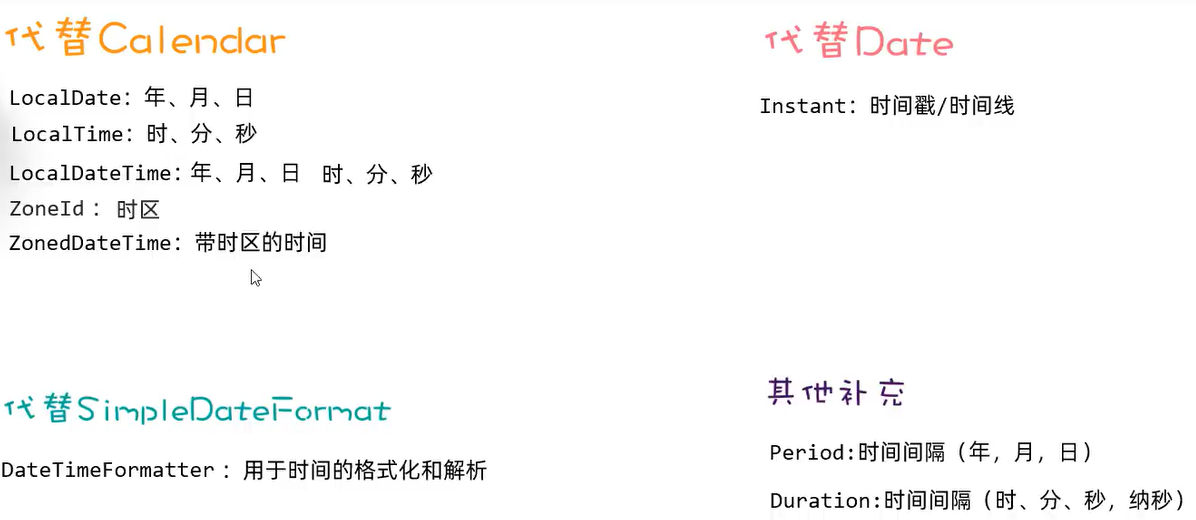 代替Calendar
LocalDate：年、月、日
LocalTime：时、分、秒
LocalDateTime：年、月、日 时、分、秒
ZoneId：时区
ZonedDateTime：带时区的时间
代替Date
Instant：时间戳/时间线
代替SimpleDateFormat
DateTimeFormatter：用于时间的格式化和解析
其他补充
Period:时间间隔（年，月，日）
Duration:时间间隔（时、分、秒，纳秒）